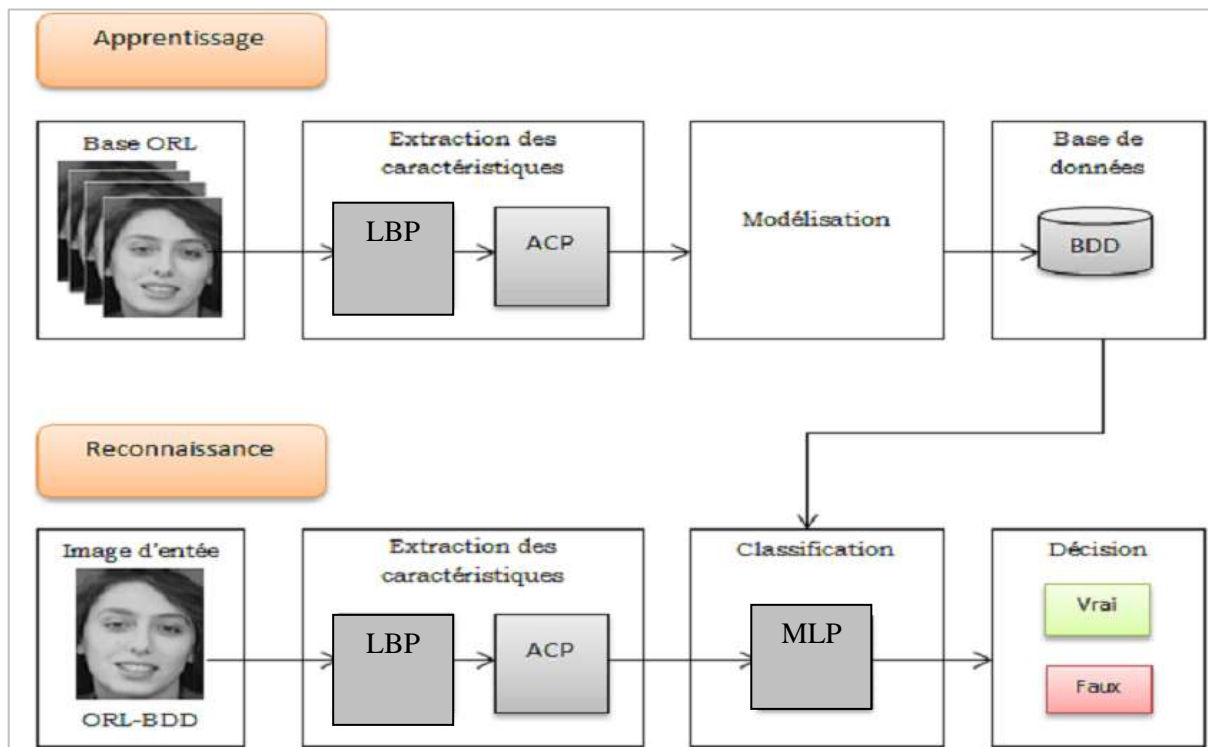 Apprentissage
Base ORL
Extraction des
caractéristiques
LBP
ACP
Modélisation
Base de
données
BDD
Reconnaissance
Image d'entée
ORL-BDD
Extraction des
caractéristiques
LBP
ACP
Classification
MLP
Décision
Vrai
Faux